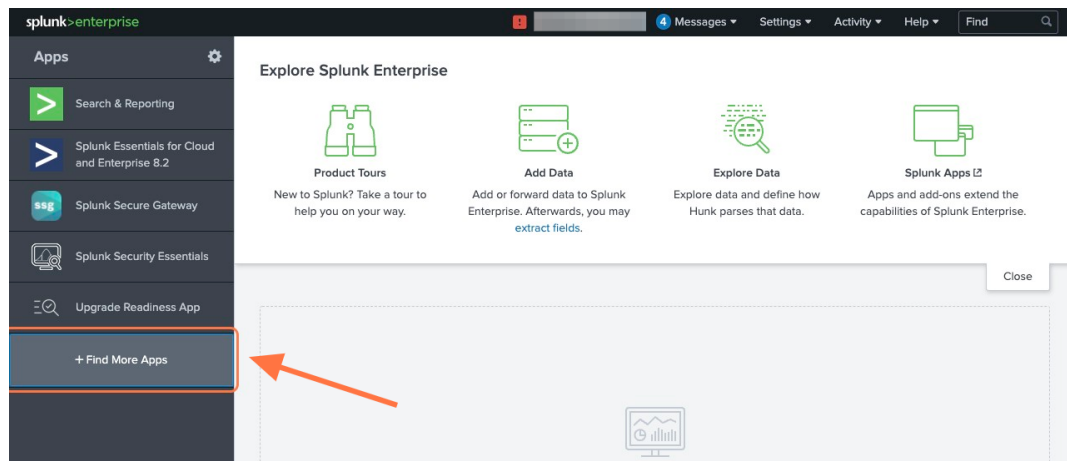 splunk>enterprise
! 4 Messages ▾ Settings ▾ Activity ▾ Help ▾ Find
Apps
Search & Reporting
Splunk Essentials for Cloud
and Enterprise 8.2
ssg Splunk Secure Gateway
Splunk Security Essentials
Upgrade Readiness App
+ Find More Apps
Explore Splunk Enterprise
Product Tours
New to Splunk? Take a tour to
help you on your way.
Add Data
Add or forward data to Splunk
Enterprise. Afterwards, you may
extract fields.
Explore Data
Explore data and define how
Hunk parses that data.
Splunk Apps
Apps and add-ons extend the
capabilities of Splunk Enterprise.
Close